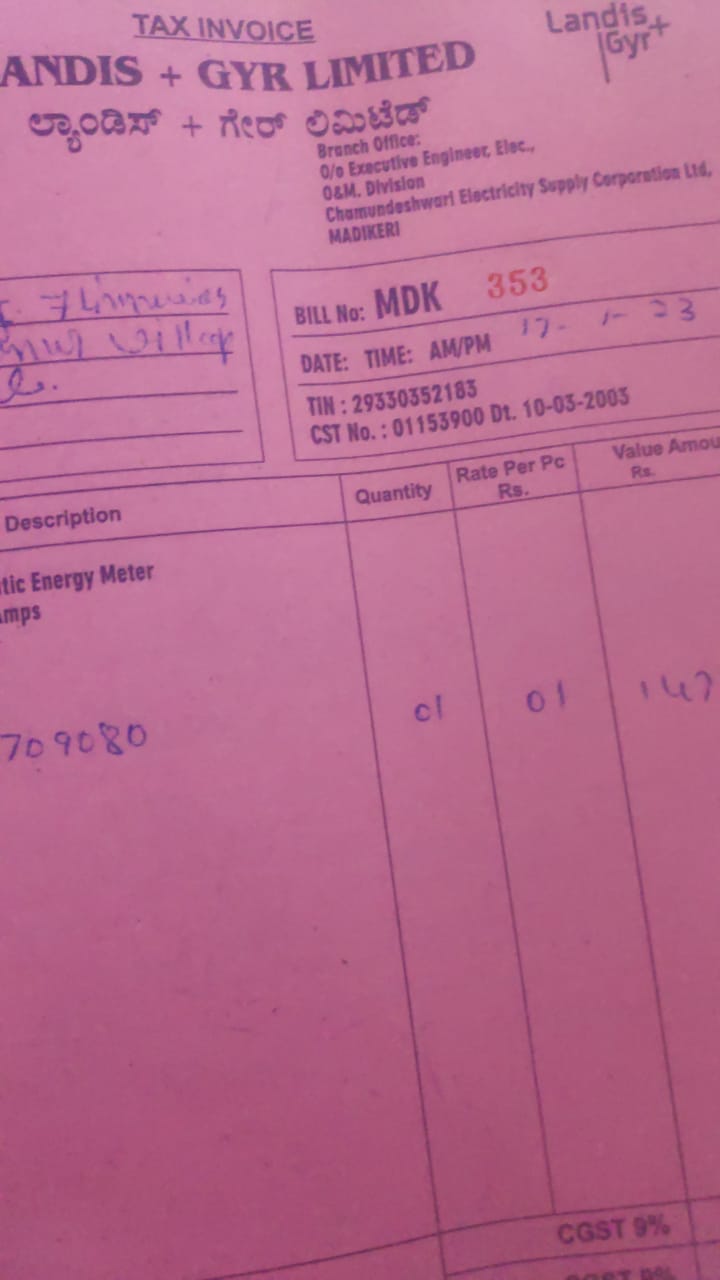 TAX INVOICE
Landis
Gyr+
ANDIS + GYR LIMITED
ಲ್ಯಾಂಡಿಸ್ + ಗೇರ್ ಲಿಮಿಟೆಡ್
Branch Office:
O/o Executive Engineer, Elec.,
O&M. Division
Chamundeshwari Electricity Supply Corporation Ltd,
MADIKERI
Village
BILL No: MDK 353
DATE: TIME: AM/PM 17-1-23
TIN : 29330352183
CST No. : 01153900 Dt. 10-03-2003
Description Quantity Rate Per Pc Rs. Value Amou Rs.
tic Energy Meter
mps
709080 01 01 147
CGST 9%